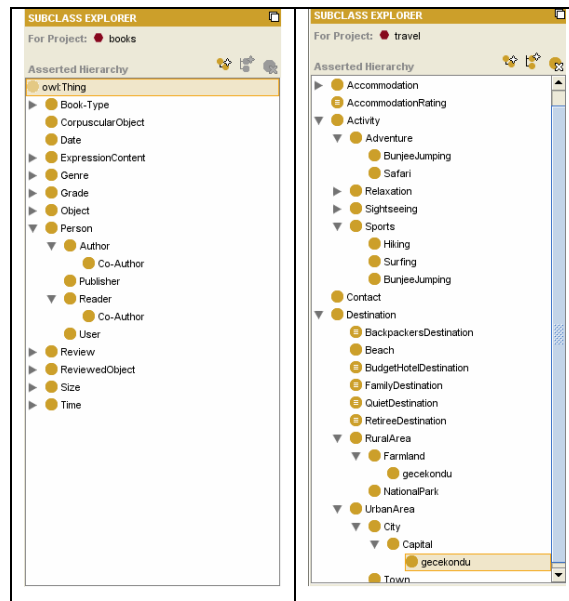 SUBCLASS EXPLORER
For Project: books
Asserted Hierarchy
owl:Thing
Book-Type
CorpuscularObject
Date
ExpressionContent
Genre
Grade
Object
Person
Author
Co-Author
Publisher
Reader
Co-Author
User
Review
ReviewedObject
Size
Time
SUBCLASS EXPLORER
For Project: travel
Asserted Hierarchy
Accommodation
AccommodationRating
Activity
Adventure
BunjeeJumping
Safari
Relaxation
Sightseeing
Sports
Hiking
Surfing
BunjeeJumping
Contact
Destination
BackpackersDestination
Beach
BudgetHotelDestination
FamilyDestination
QuietDestination
RetireeDestination
RuralArea
Farmland
gecekondu
NationalPark
UrbanArea
City
Capital
gecekondu
Town